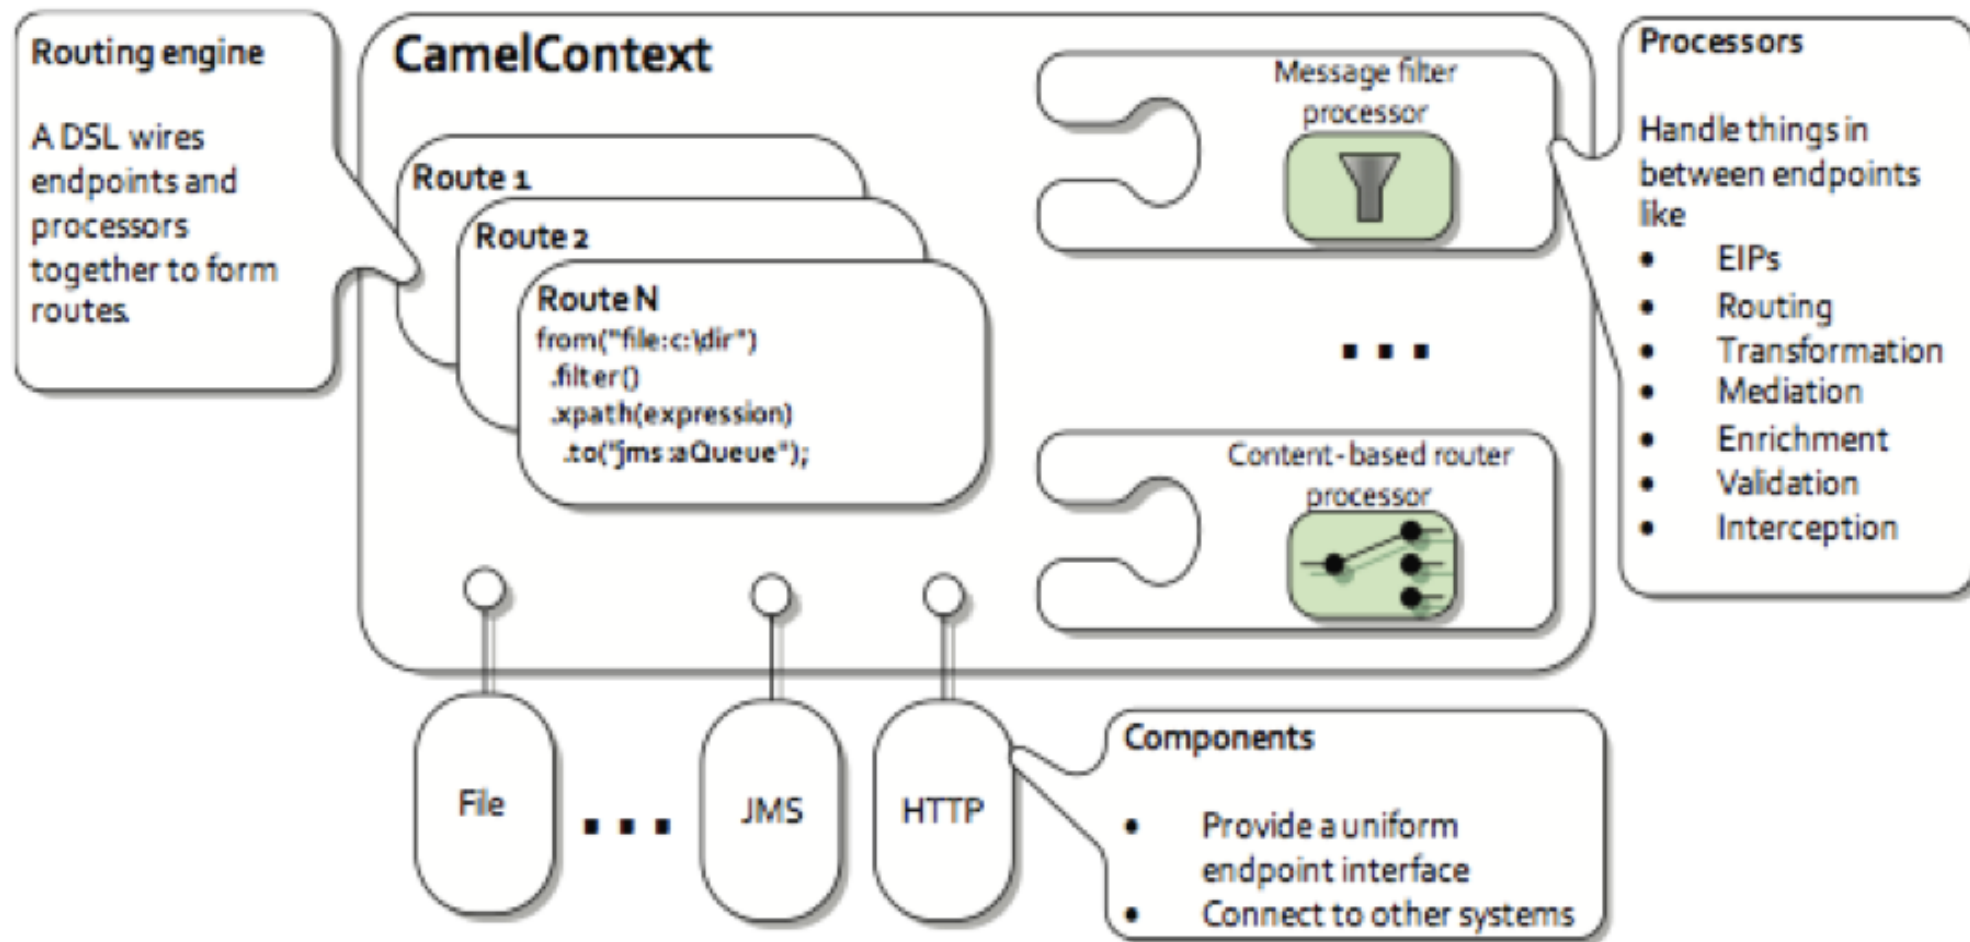 Routing engine
A DSL wires
endpoints and
processors
together to form
routes.
CamelContext
Route 1
Route 2
Route N
from("file:c:\dir")
.filter()
.xpath(expression)
.to("jms:aQueue");
Message filter
processor
...
Content-based router
processor
Processors
Handle things in
between endpoints
like
• EIPs
• Routing
• Transformation
• Mediation
• Enrichment
• Validation
• Interception
File
...
JMS
HTTP
Components
• Provide a uniform
endpoint interface
• Connect to other systems